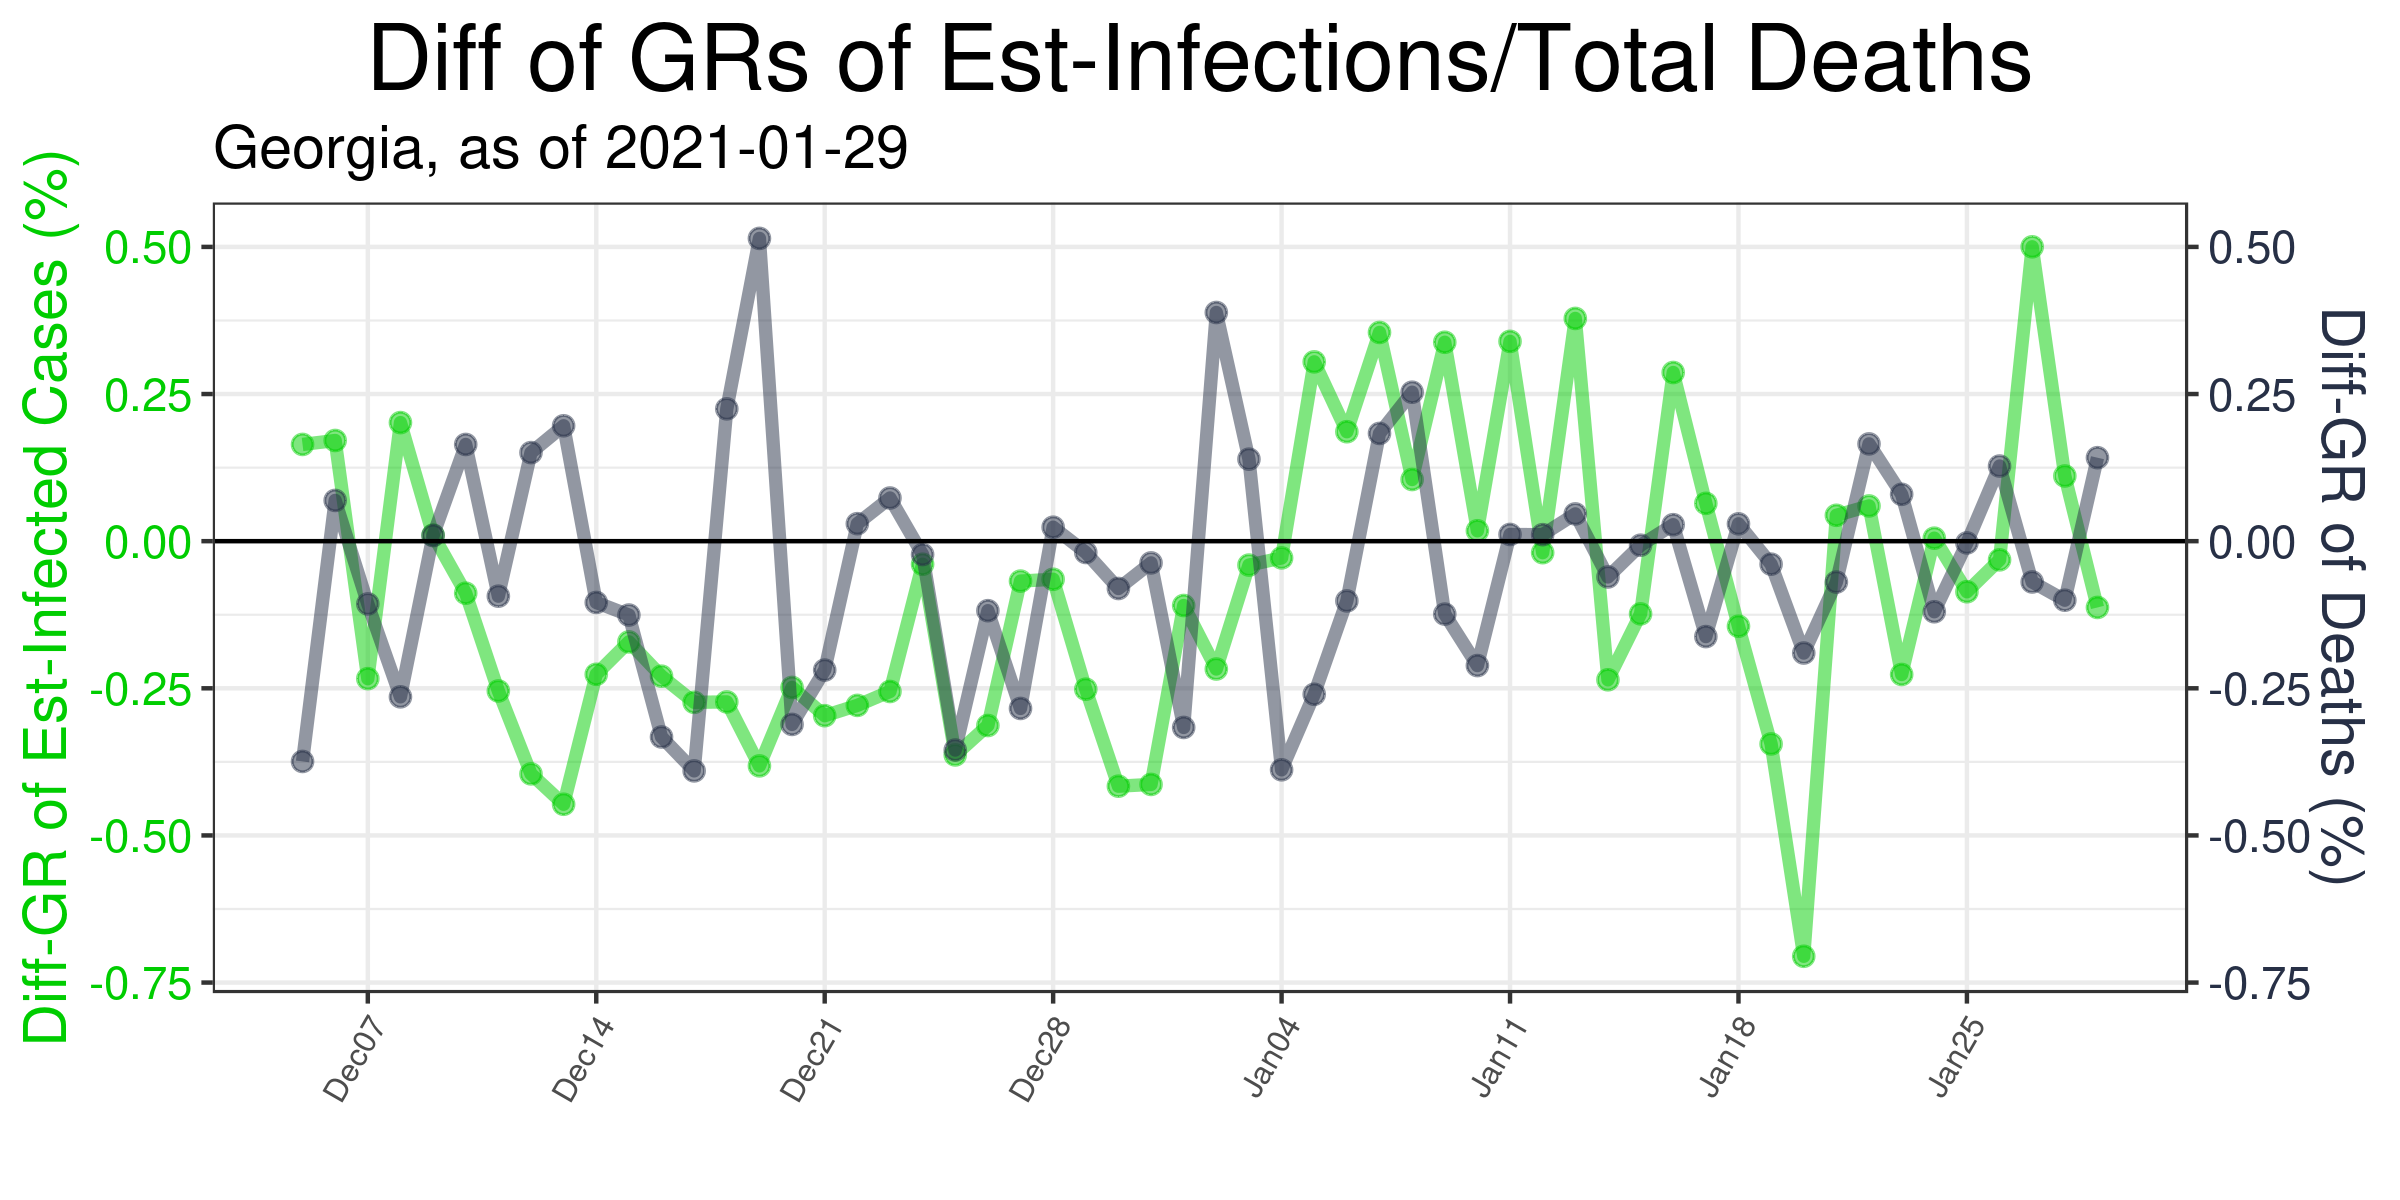 Diff of GRs of Est-Infections/Total Deaths
Georgia, as of 2021-01-29
Diff-GR of Est-Infected Cases (%)
0.50
0.25
0.00
-0.25
-0.50
-0.75
0.50
0.25
0.00
-0.25
-0.50
-0.75
Diff-GR of Deaths (%)
Dec07
Dec14
Dec21
Dec28
Jan04
Jan11
Jan18
Jan25